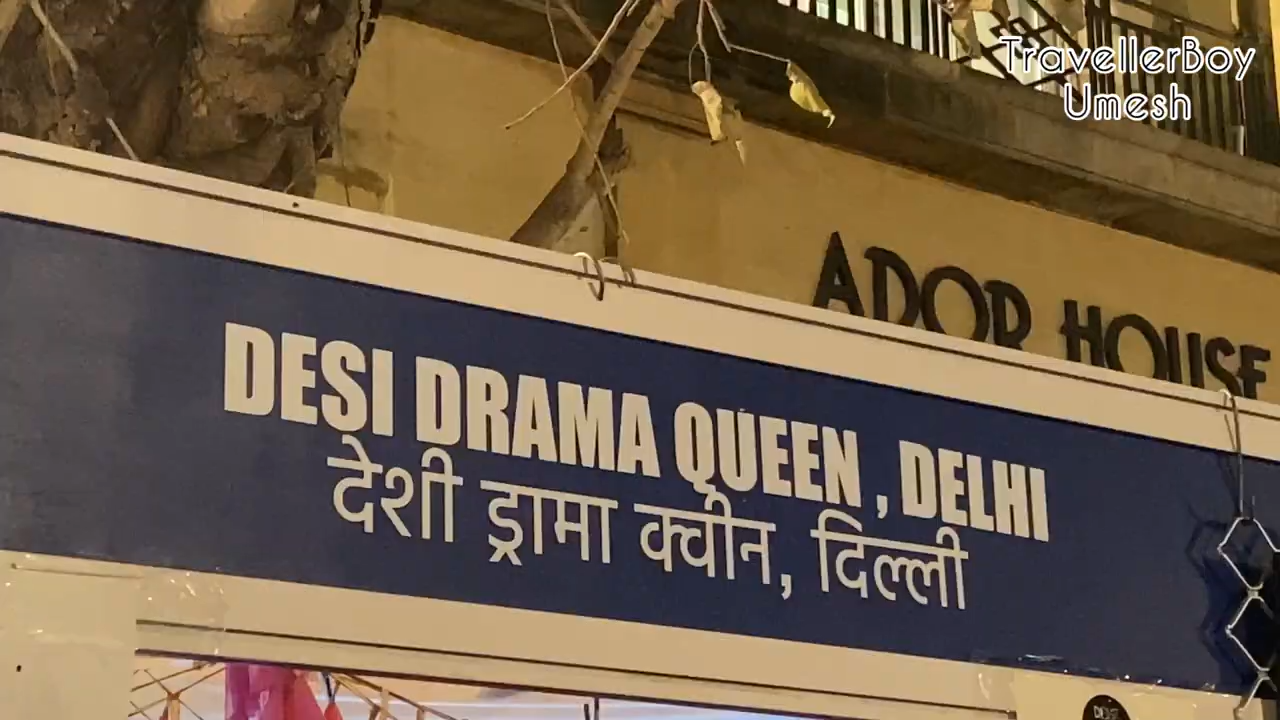 TravellerBoy
Umesh
ADOR HOUSE
DESI DRAMA QUEEN , DELHI
देशी ड्रामा क्वीन, दिल्ली